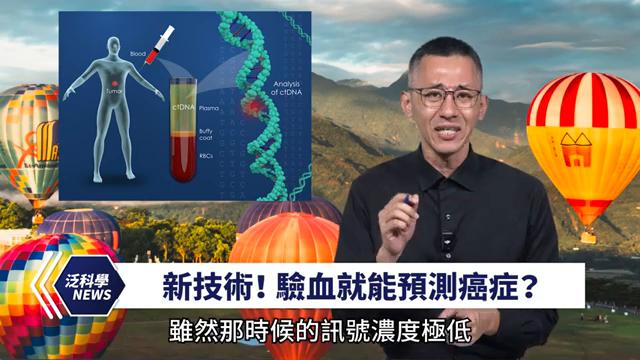 Blood
Tumor
ctDNA
Plasma
Buffy
coat
RBCs
Analysis
of ctDNA
泛科學
NEWS
新技術！驗血就能預測癌症？
雖然那時候的訊號濃度極低